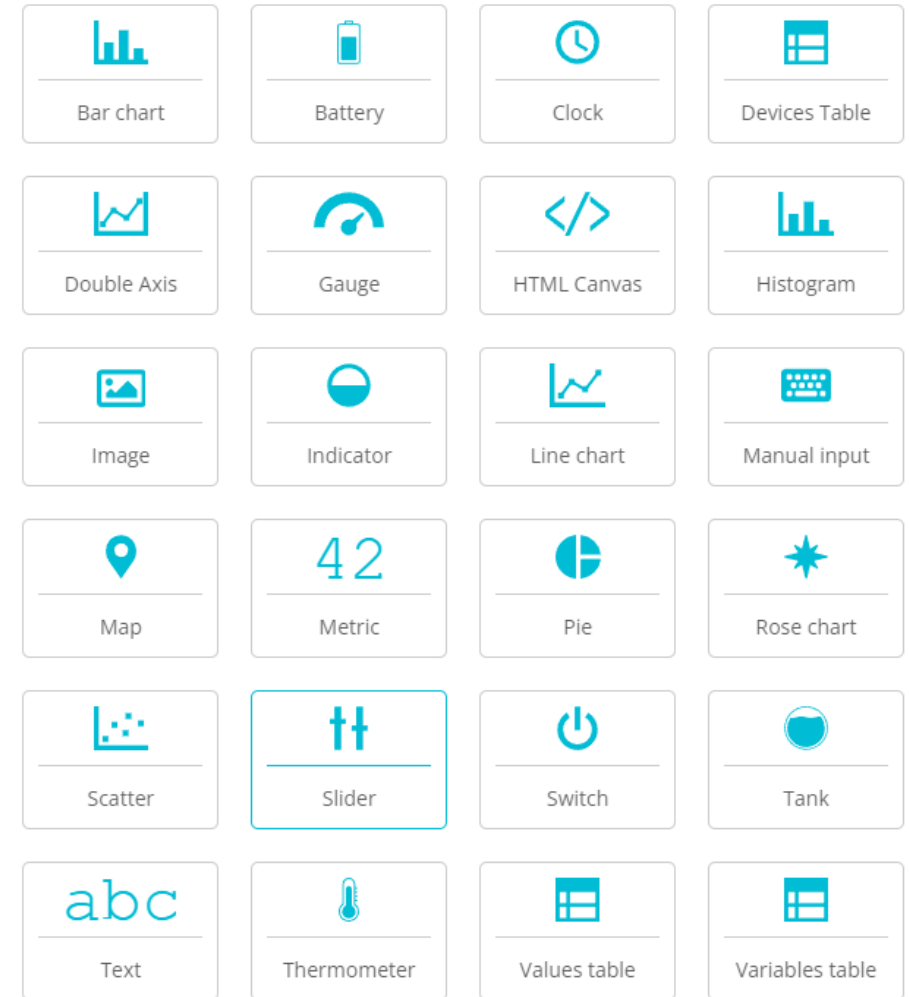 Bar chart
Battery
Clock
Devices Table
Double Axis
Gauge
HTML Canvas
Histogram
Image
Indicator
Line chart
Manual input
Map
42
Metric
Pie
Rose chart
Scatter
Slider
Switch
Tank
abc
Text
Thermometer
Values table
Variables table